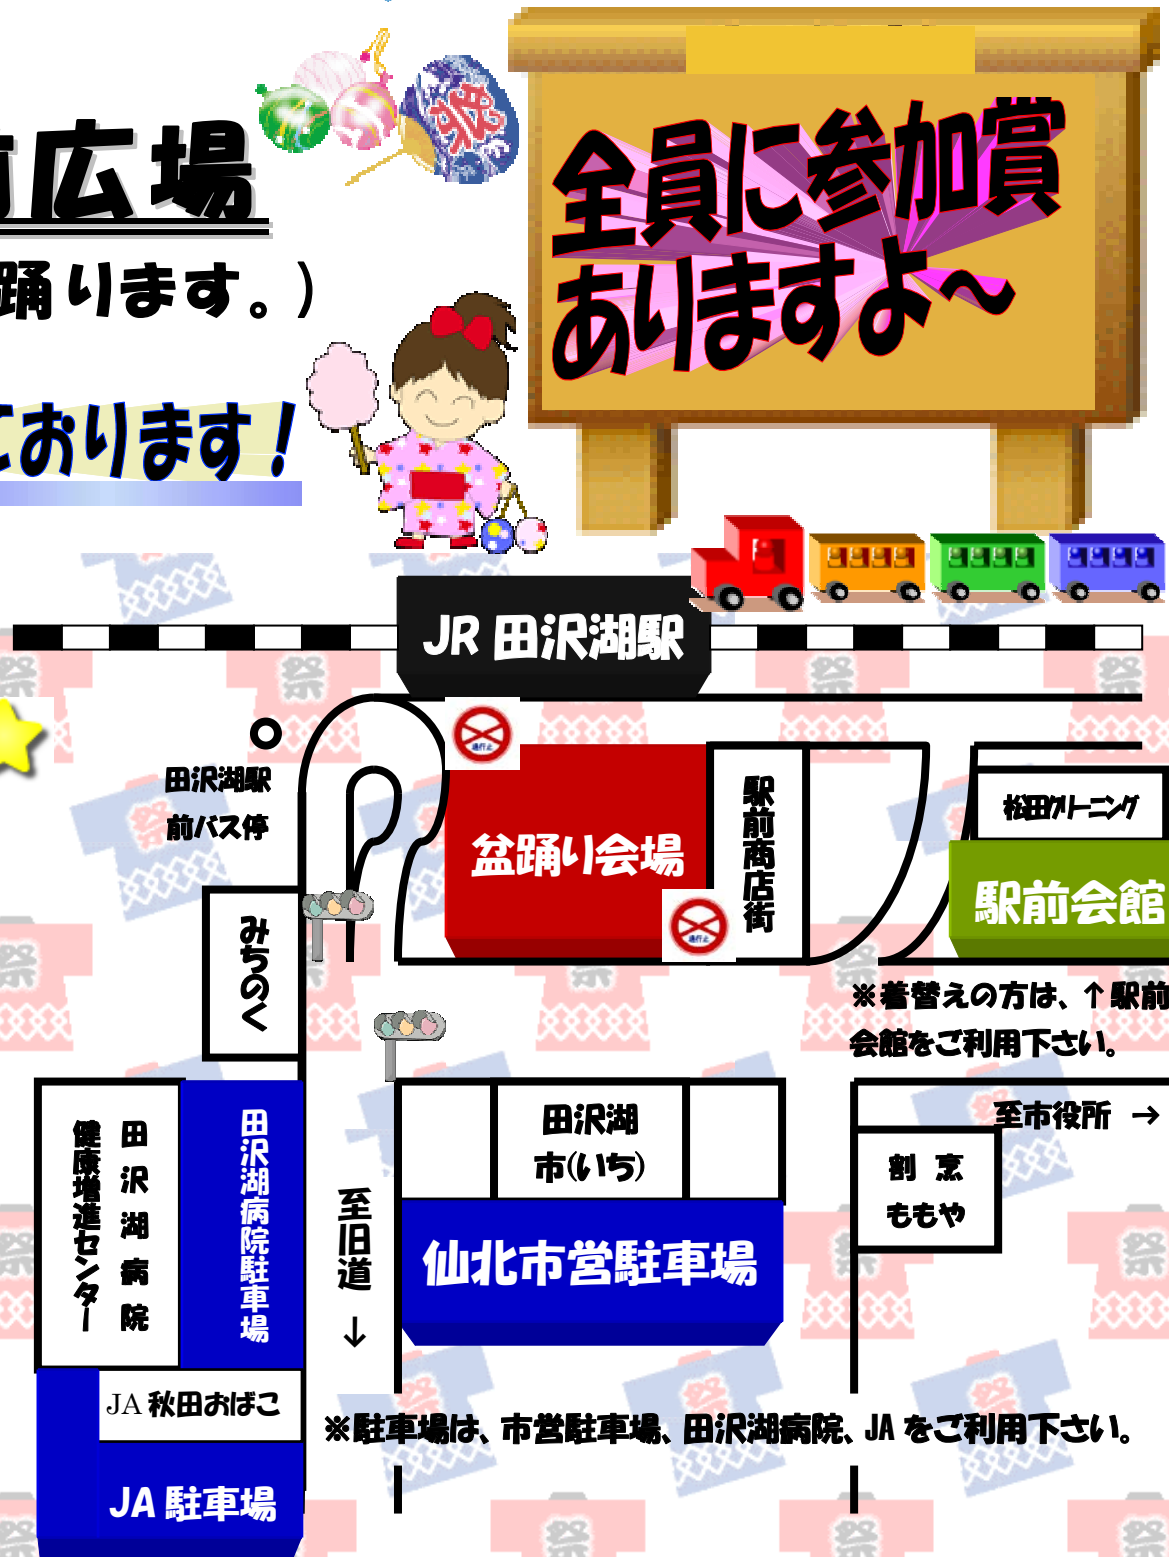 広場
全員に参加賞
ありますよ～
踊ります。)
ております！
JR 田沢湖駅
通行止
田沢湖駅
前バス停
盆踊り会場
駅前商店街
通行止
松田クリーニング
駅前会館
みちのく
※着替えの方は、↑駅前
会館をご利用下さい。
至市役所 →
田沢湖病院
健康増進センター
田沢湖病院駐車場
田沢湖
市(いち)
割 烹
ももや
至旧道
↓
仙北市営駐車場
JA 秋田おばこ
※駐車場は、市営駐車場、田沢湖病院、JA をご利用下さい。
JA 駐車場